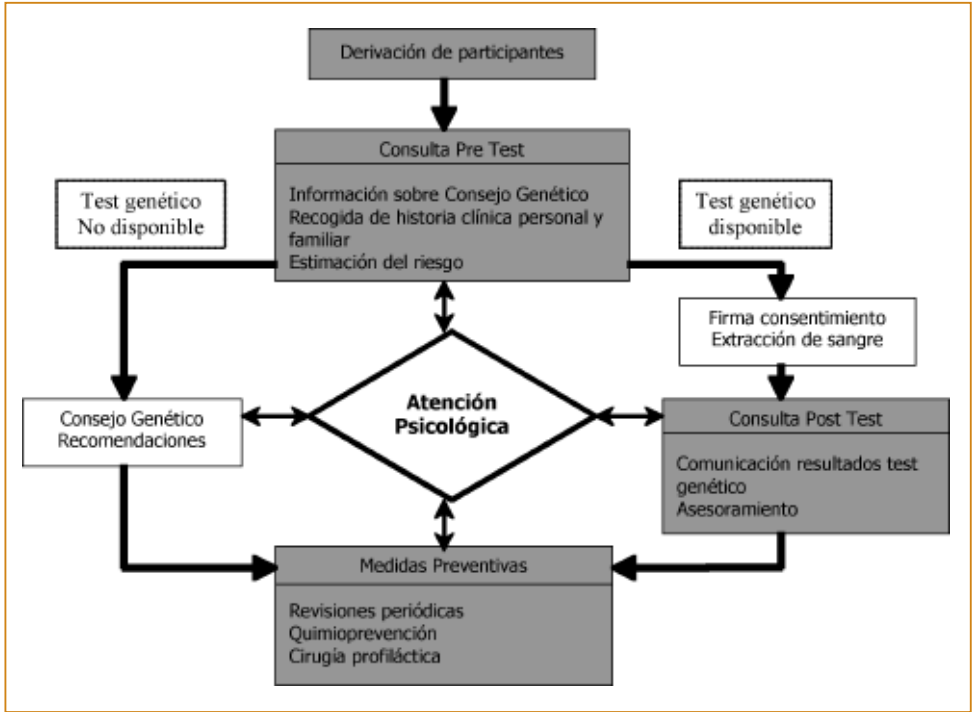 Derivación de participantes
Consulta Pre Test
Información sobre Consejo Genético
Recogida de historia clínica personal y
familiar
Estimación del riesgo
Test genético
No disponible
Test genético
disponible
Firma consentimiento
Extracción de sangre
Atención
Psicológica
Consejo Genético
Recomendaciones
Consulta Post Test
Comunicación resultados test
genético
Asesoramiento
Medidas Preventivas
Revisiones periódicas
Quimioprevención
Cirugía profiláctica